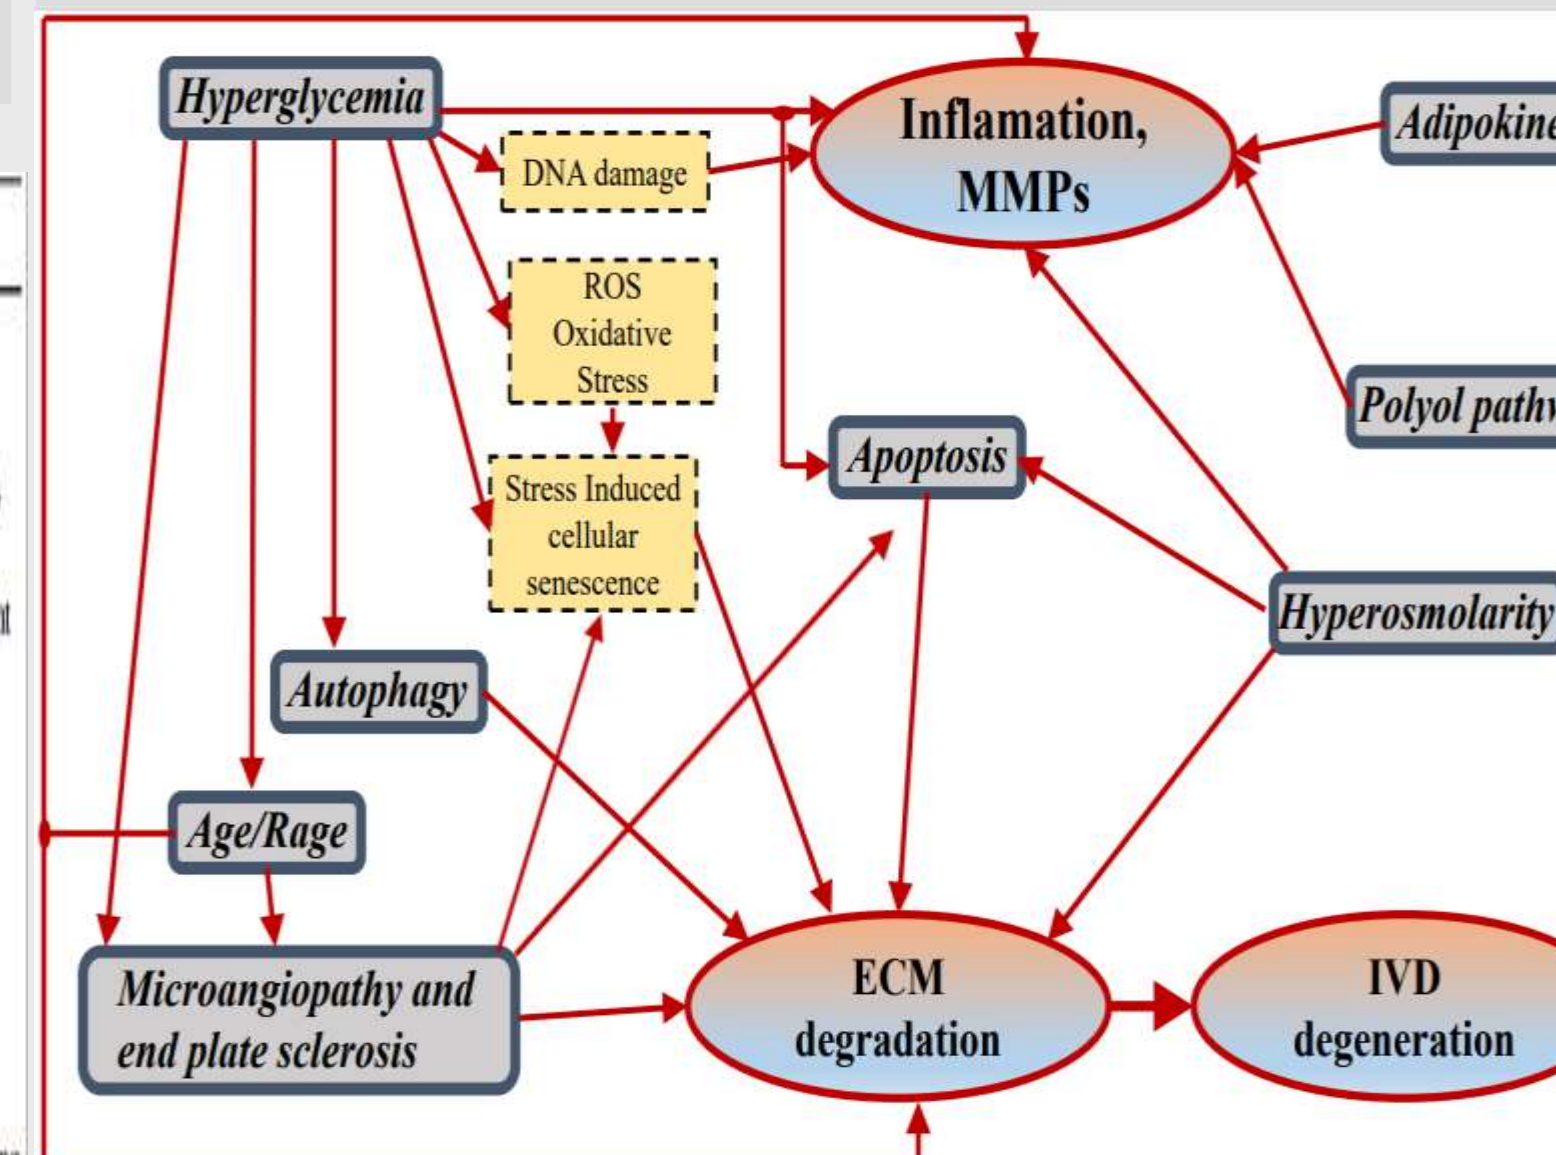 Hyperglycemia
Inflamation,
MMPs
DNA damage
ROS
Oxidative
Stress
Polyol
Apoptosis
Stress Induced
cellular
senescence
Hyperosmolarity
Autophagy
Age/Rage
Microangiopathy and
end plate sclerosis
ECM
degradation
IVD
degeneration